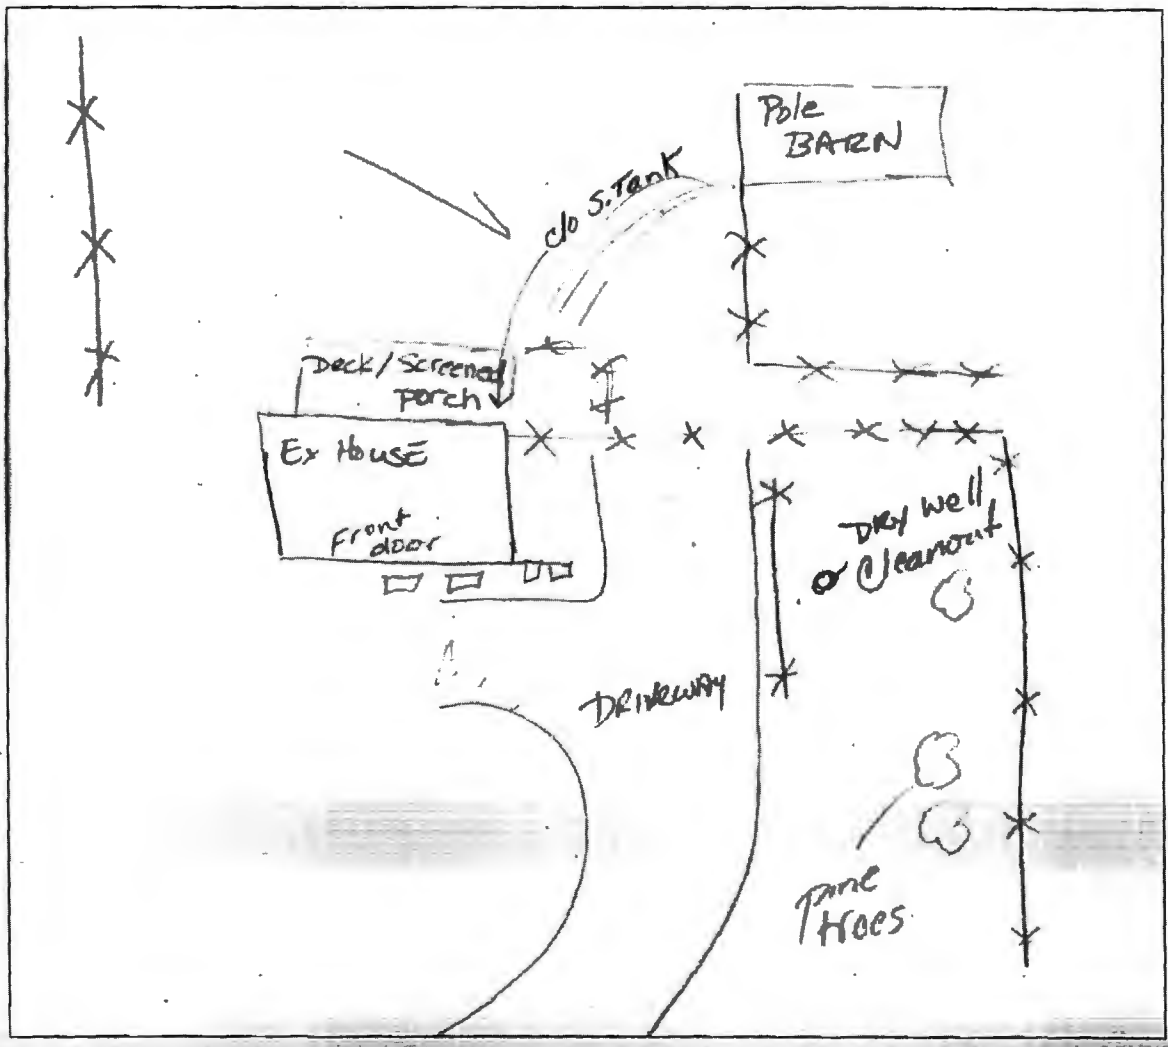 Pole
BARN
c/o S.Tank
Deck/Screened
porch
Ex HousE
Front
door
DRY well
or Cleanout
DRIVEWAY
pine
trees